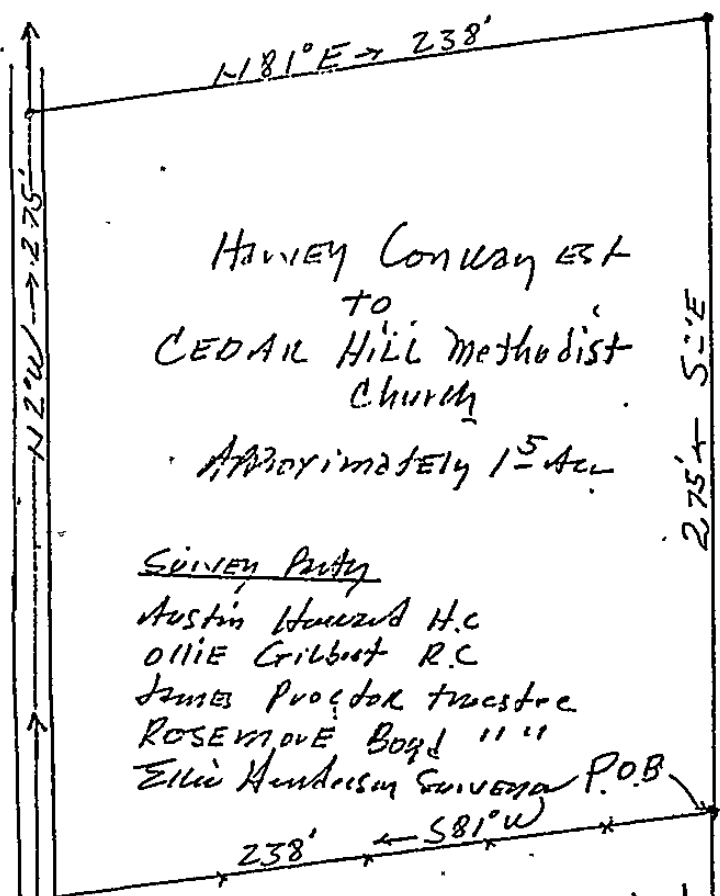 N81°E → 238'
N2°W → 275'
HARVEY Conway Est
TO
CEDAR HiLL Methodist
Church
Approximately 1 5 Acr
275' ← S2°E
Survey Party
Austin Howard H.C
OlliE Gilbert R.C
James Proctor trustee
ROSEmovE Boyd " "
Ellie Henderson Surveyor
P.O.B
← S81°W
238'